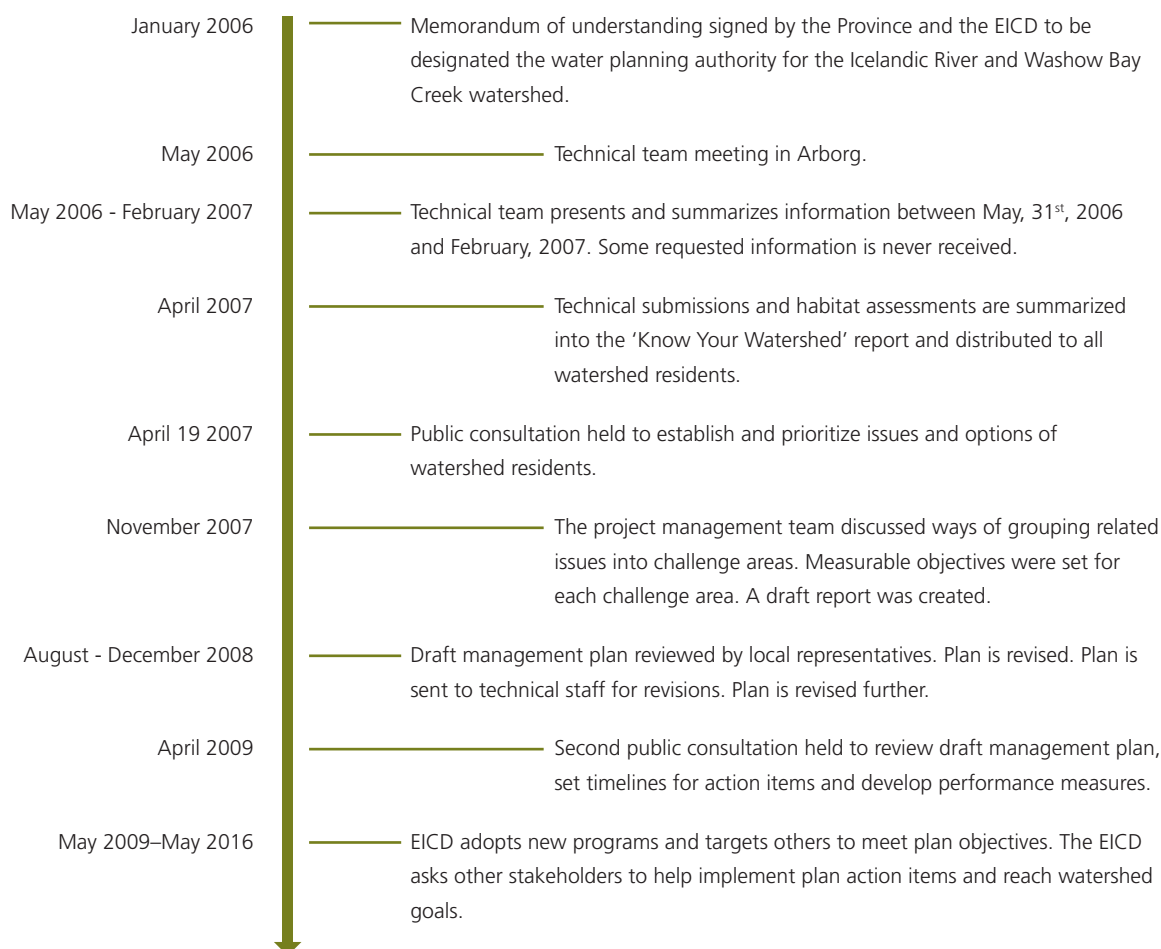 January 2006
Memorandum of understanding signed by the Province and the EICD to be
designated the water planning authority for the Icelandic River and Washow Bay
Creek watershed.
May 2006
Technical team meeting in Arborg.
May 2006 - February 2007
Technical team presents and summarizes information between May, 31st, 2006
and February, 2007. Some requested information is never received.
April 2007
Technical submissions and habitat assessments are summarized
into the ‘Know Your Watershed’ report and distributed to all
watershed residents.
April 19 2007
Public consultation held to establish and prioritize issues and options of
watershed residents.
November 2007
The project management team discussed ways of grouping related
issues into challenge areas. Measurable objectives were set for
each challenge area. A draft report was created.
August - December 2008
Draft management plan reviewed by local representatives. Plan is revised. Plan is
sent to technical staff for revisions. Plan is revised further.
April 2009
Second public consultation held to review draft management plan,
set timelines for action items and develop performance measures.
May 2009–May 2016
EICD adopts new programs and targets others to meet plan objectives. The EICD
asks other stakeholders to help implement plan action items and reach watershed
goals.